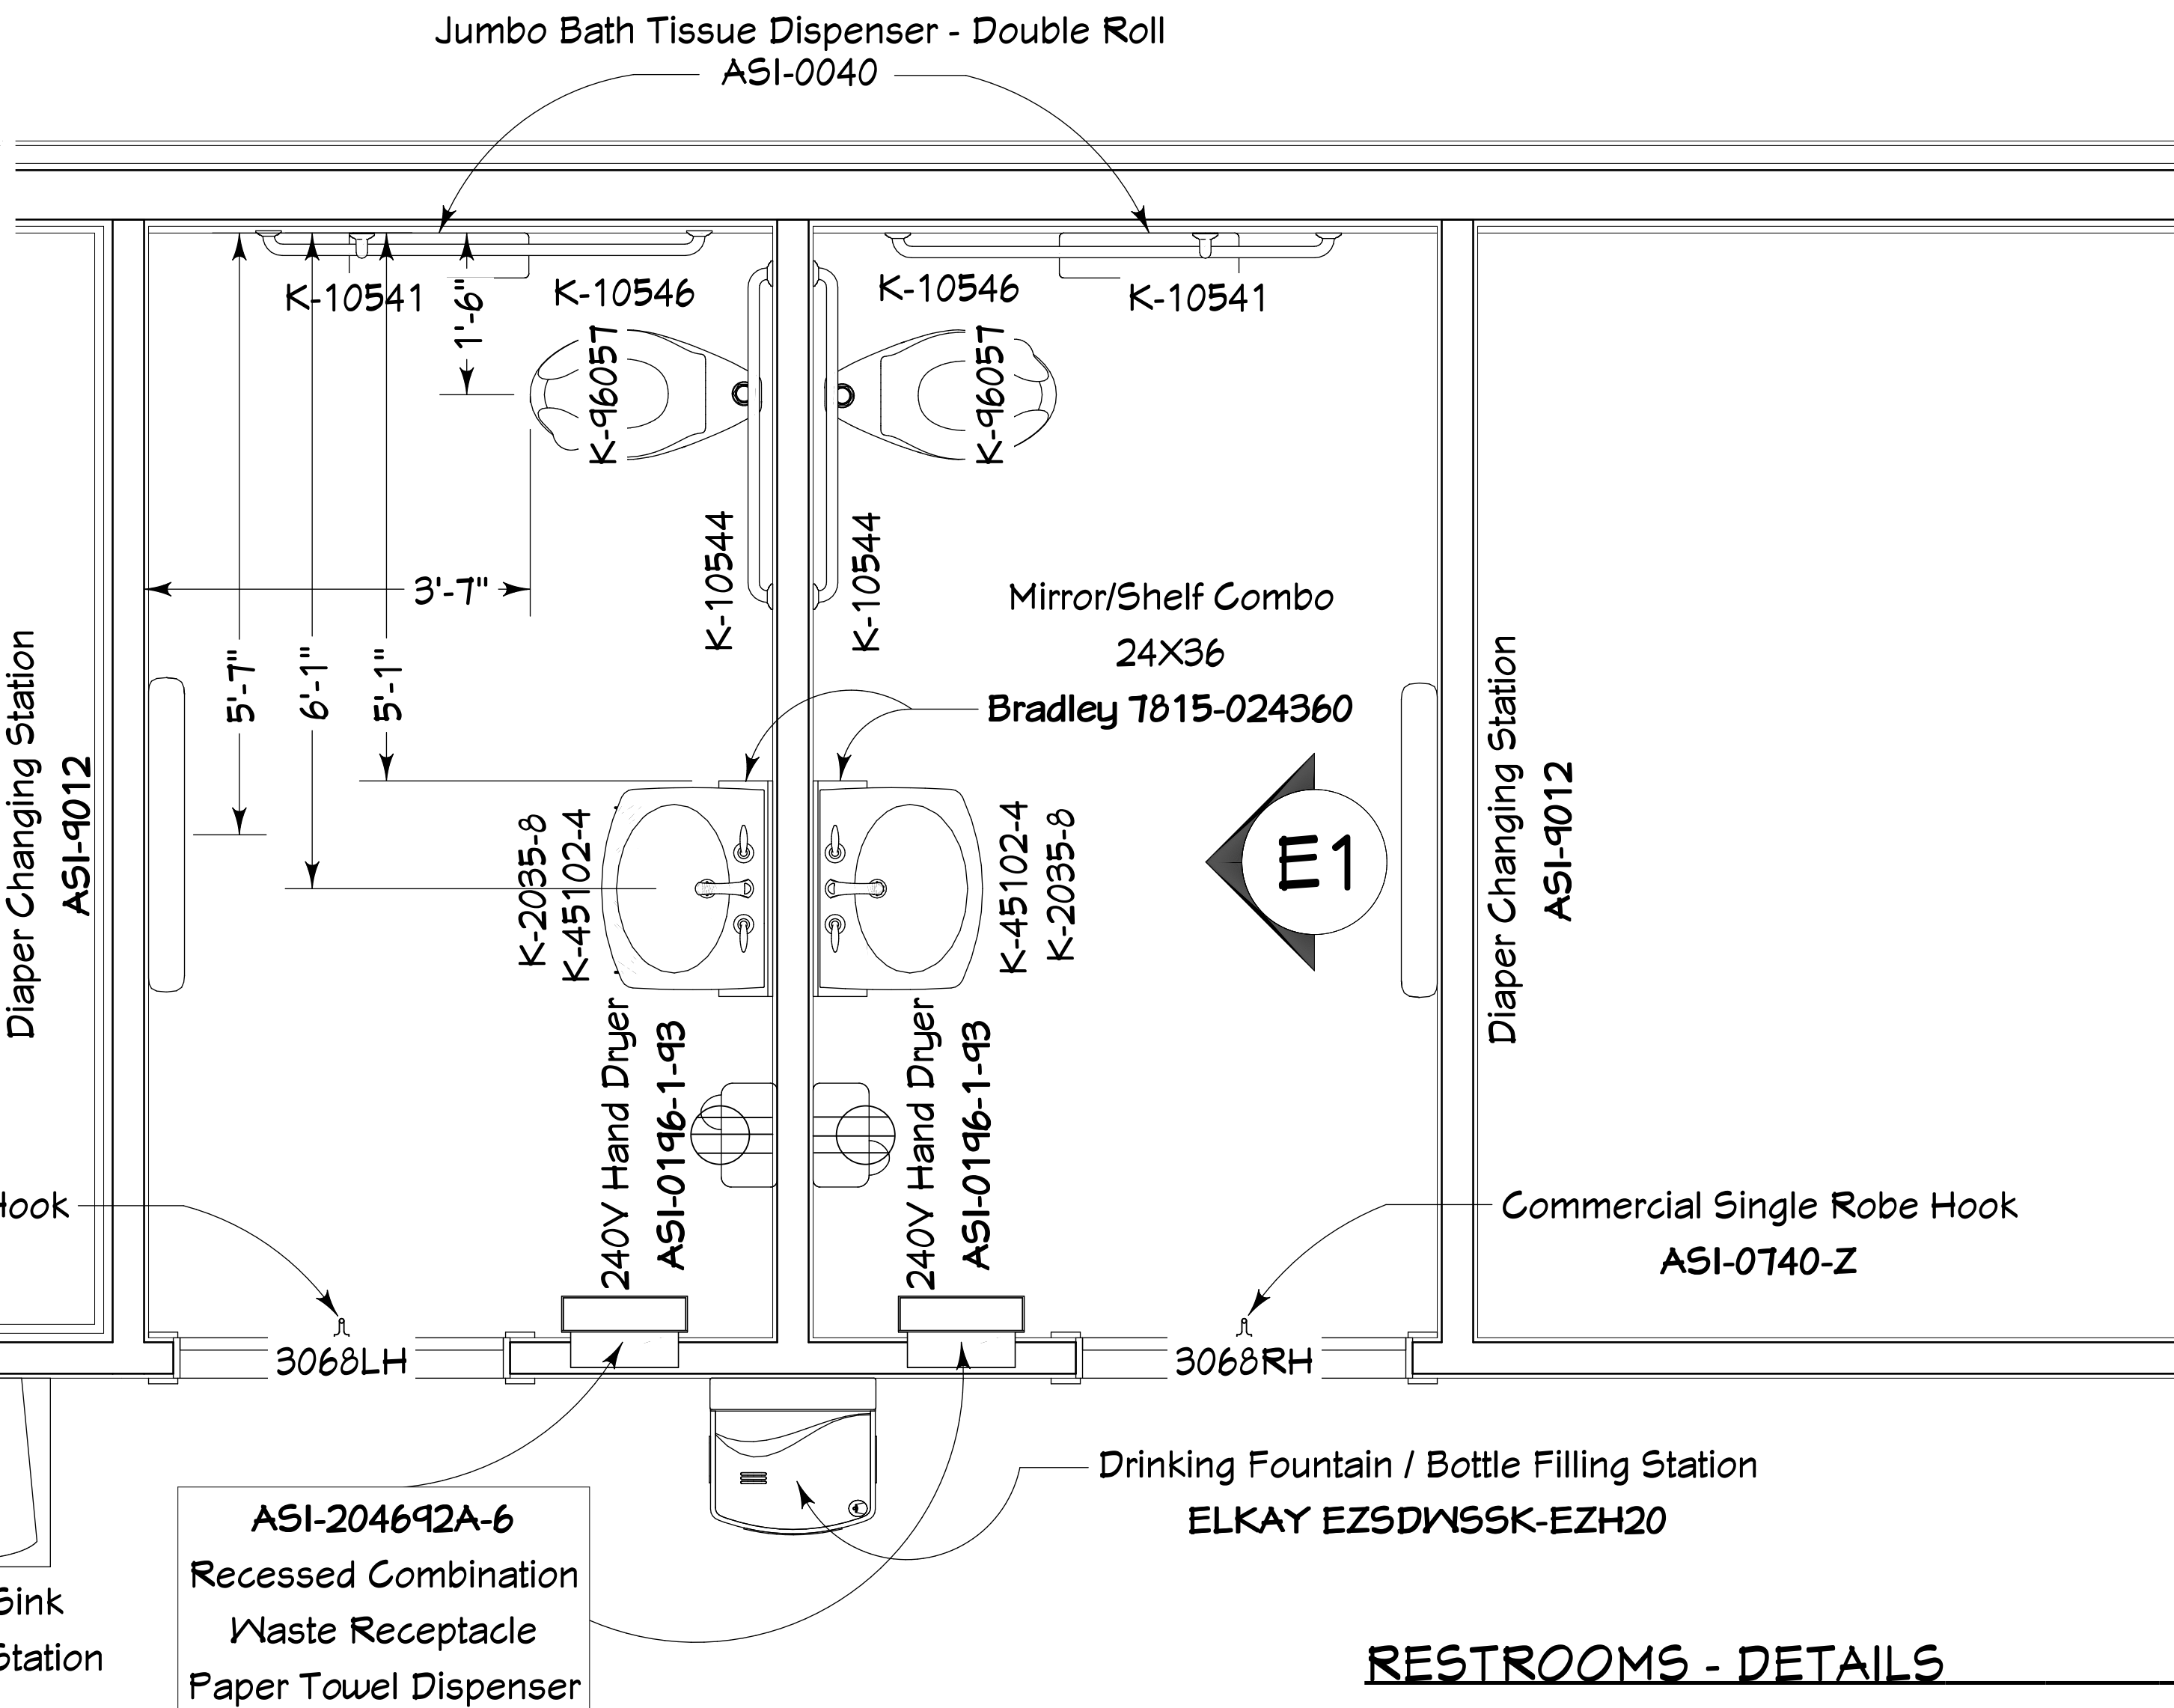 Jumbo Bath Tissue Dispenser - Double Roll
ASI-0040
K-10541
1'-6"
K-10546
K-10546
K-10541
K-96057
K-96057
K-10544
K-10544
3'-7"
5'-7"
6'-1"
5'-1"
Mirror/Shelf Combo
24X36
Bradley 7815-024360
Diaper Changing Station
ASI-9012
K-2035-8
K-45102-4
K-45102-4
K-2035-8
E1
Diaper Changing Station
ASI-9012
240V Hand Dryer
ASI-0196-1-93
240V Hand Dryer
ASI-0196-1-93
Hook
Commercial Single Robe Hook
ASI-0740-Z
3068LH
3068RH
Drinking Fountain / Bottle Filling Station
ELKAY EZSDWSSK-EZH20
ASI-204692A-6
Recessed Combination
Waste Receptacle
Paper Towel Dispenser
Sink
Station
RESTROOMS - DETAILS